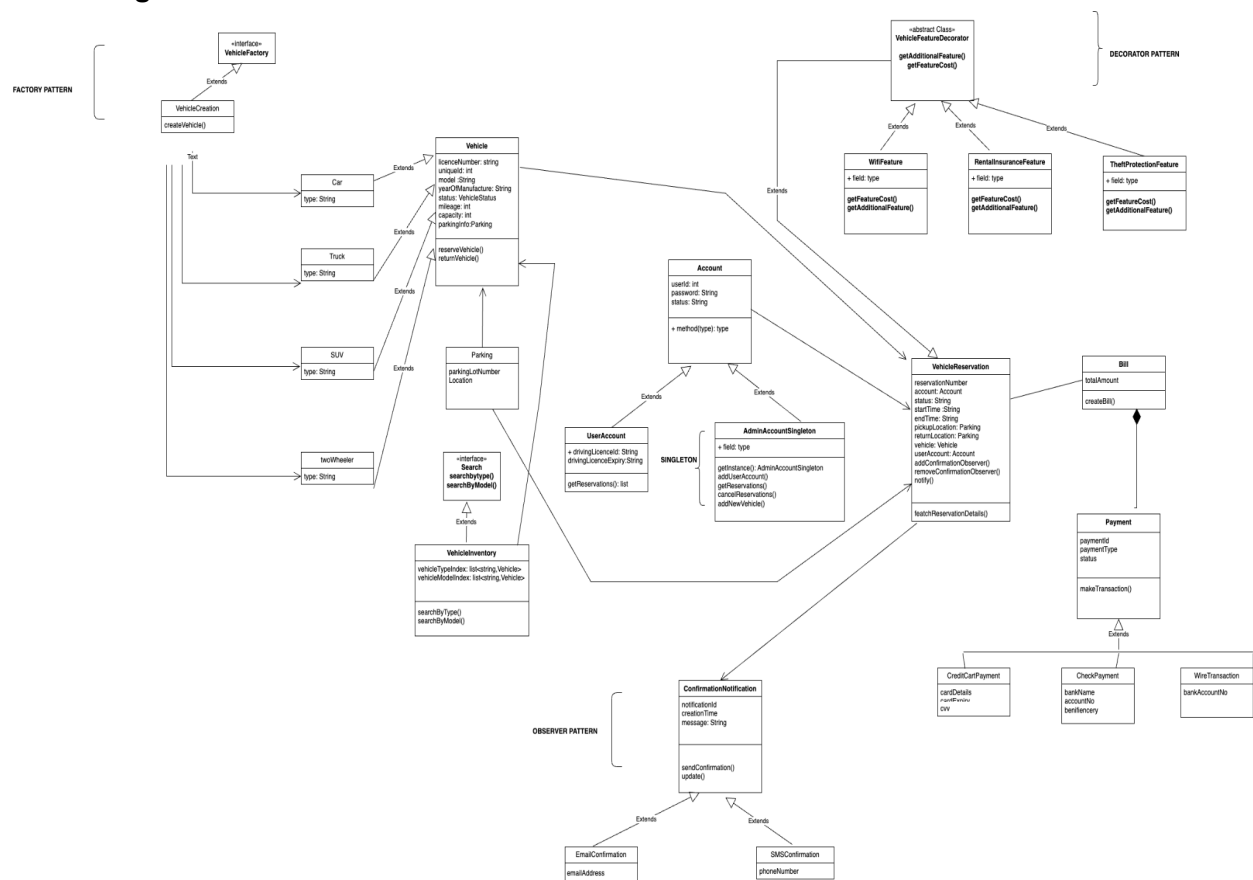 «interface»
VehicleFactory
FACTORY PATTERN
Extends
VehicleCreation
createVehicle()
Text
Car
type: String
Truck
type: String
SUV
type: String
twoWheeler
type: String
Extends
Extends
Extends
Extends
Vehicle
licenceNumber: string
uniqueId: int
model :String
yearOfManufacture: String
status: VehicleStatus
mileage: int
capacity: int
parkingInfo:Parking
reserveVehicle()
returnVehicle()
Parking
parkingLotNumber
Location
«interface»
Search
searchbytype()
searchByModel()
Extends
VehicleInventory
vehicleTypeIndex: list<string,Vehicle>
vehicleModelIndex: list<string,Vehicle>
searchByType()
searchByModel()
«abstract Class»
VehicleFeatureDecorator
getAdditionalFeature()
getFeatureCost()
DECORATOR PATTERN
Extends
Extends
Extends
Extends
WifiFeature
+ field: type
getFeatureCost()
getAdditionalFeature()
RentalInsuranceFeature
+ field: type
getFeatureCost()
getAdditionalFeature()
TheftProtectionFeature
+ field: type
getFeatureCost()
getAdditionalFeature()
Account
userId: int
password: String
status: String
+ method(type): type
Extends
Extends
UserAccount
+ drivingLicenceId: String
drivingLicenceExpiry:String
getReservations(): list
SINGLETON
AdminAccountSingleton
+ field: type
getInstance(): AdminAccountSingleton
addUserAccount()
getReservations()
cancelReservations()
addNewVehicle()
VehicleReservation
reservationNumber
account: Account
status: String
startTime :String
endTime: String
pickupLocation: Parking
returnLocation: Parking
vehicle: Vehicle
userAccount: Account
addConfirmationObserver()
removeConfirmationObserver()
notify()
featchReservationDetails()
Bill
totalAmount
createBill()
Payment
paymentId
paymentType
status
makeTransaction()
Extends
CreditCartPayment
cardDetails
cardExpiry
cvv
CheckPayment
bankName
accountNo
benifiencery
WireTransaction
bankAccountNo
OBSERVER PATTERN
ConfirmationNotification
notificationId
creationTime
message: String
sendConfirmation()
update()
Extends
Extends
EmailConfirmation
emailAddress
SMSConfirmation
phoneNumber